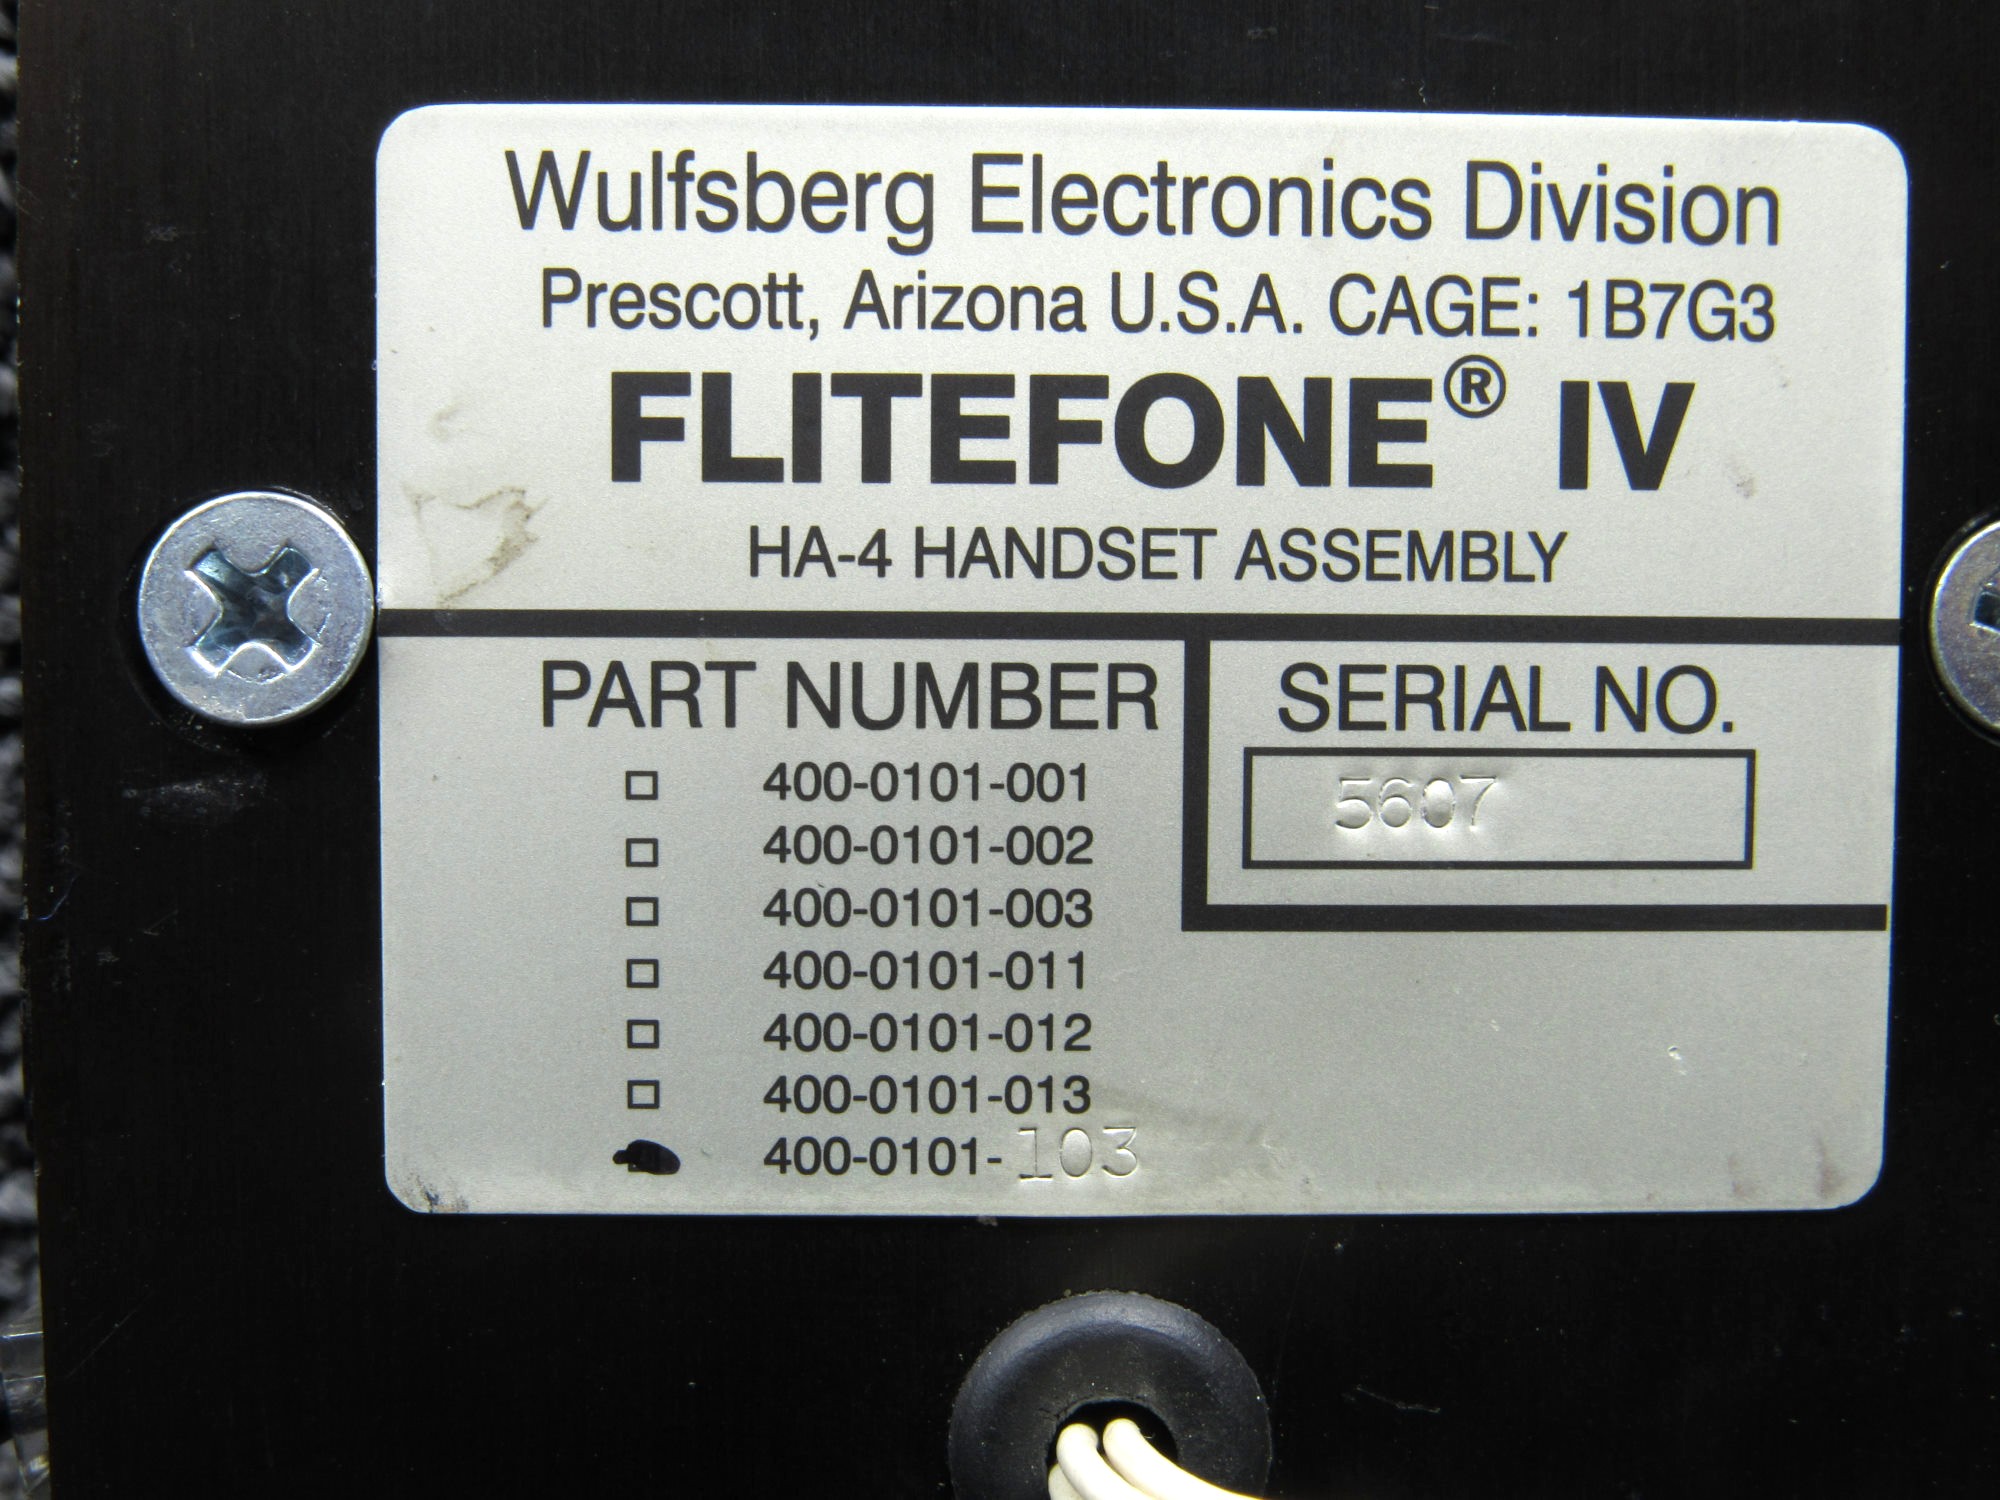 Wulfsberg Electronics Division
Prescott, Arizona U.S.A. CAGE: 1B7G3
FLITEFONE® IV
HA-4 HANDSET ASSEMBLY
PART NUMBER
400-0101-001
400-0101-002
400-0101-003
400-0101-011
400-0101-012
400-0101-013
400-0101-103
SERIAL NO.
5607